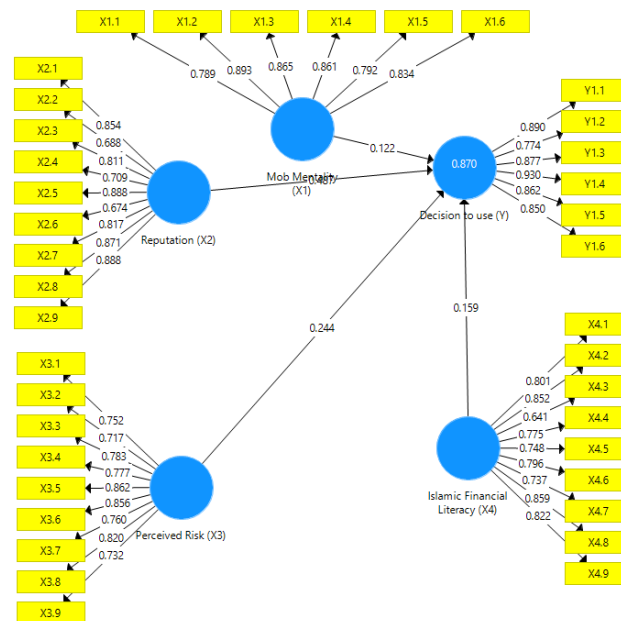 X1.1
X1.2
X1.3
X1.4
X1.5
X1.6
0.789
0.893
0.865
0.861
0.792
0.834
Mob Mentality
(X1)
X2.1
X2.2
X2.3
X2.4
X2.5
X2.6
X2.7
X2.8
X2.9
0.854
0.688
0.811
0.709
0.888
0.674
0.817
0.871
0.888
Reputation (X2)
0.122
0.487
0.870
Decision to use (Y)
0.890
0.774
0.877
0.930
0.862
0.850
Y1.1
Y1.2
Y1.3
Y1.4
Y1.5
Y1.6
0.244
0.159
X3.1
X3.2
X3.3
X3.4
X3.5
X3.6
X3.7
X3.8
X3.9
0.752
0.717
0.783
0.777
0.862
0.856
0.760
0.820
0.732
Perceived Risk (X3)
Islamic Financial
Literacy (X4)
0.801
0.852
0.641
0.775
0.748
0.796
0.737
0.859
0.822
X4.1
X4.2
X4.3
X4.4
X4.5
X4.6
X4.7
X4.8
X4.9